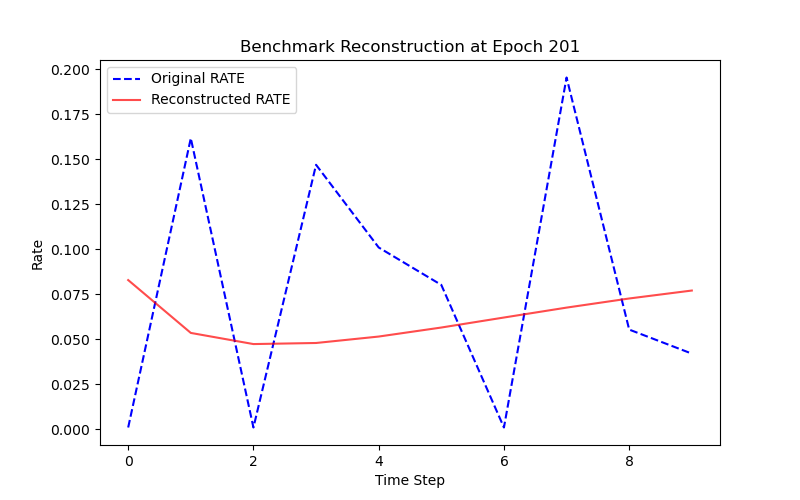 Benchmark Reconstruction at Epoch 201
Original RATE
Reconstructed RATE
0.200
0.175
0.150
0.125
0.100
0.075
0.050
0.025
0.000
Rate
0 2 4 6 8
Time Step